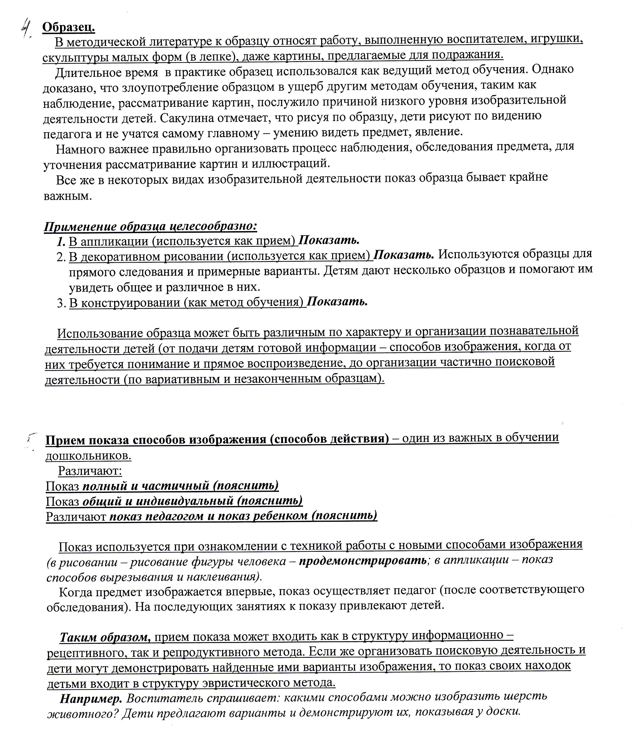 4. Образец.
В методической литературе к образцу относят работу, выполненную воспитателем, игрушки,
скульптуры малых форм (в лепке), даже картины, предлагаемые для подражания.
Длительное время в практике образец использовался как ведущий метод обучения. Однако
доказано, что злоупотребление образцом в ущерб другим методам обучения, таким как
наблюдение, рассматривание картин, послужило причиной низкого уровня изобразительной
деятельности детей. Сакулина отмечает, что рисуя по образцу, дети рисуют по видению
педагога и не учатся самому главному – умению видеть предмет, явление.
Намного важнее правильно организовать процесс наблюдения, обследования предмета, для
уточнения рассматривание картин и иллюстраций.
Все же в некоторых видах изобразительной деятельности показ образца бывает крайне
важным.
Применение образца целесообразно:
1. В аппликации (используется как прием) Показать.
2. В декоративном рисовании (используется как прием) Показать. Используются образцы для
прямого следования и примерные варианты. Детям дают несколько образцов и помогают им
увидеть общее и различное в них.
3. В конструировании (как метод обучения) Показать.
Использование образца может быть различным по характеру и организации познавательной
деятельности детей (от подачи детям готовой информации – способов изображения, когда от
них требуется понимание и прямое воспроизведение, до организации частично поисковой
деятельности (по вариативным и незаконченным образцам).
5. Прием показа способов изображения (способов действия) – один из важных в обучении
дошкольников.
Различают:
Показ полный и частичный (пояснить)
Показ общий и индивидуальный (пояснить)
Различают показ педагогом и показ ребенком (пояснить)
Показ используется при ознакомлении с техникой работы с новыми способами изображения
(в рисовании – рисование фигуры человека – продемонстрировать; в аппликации – показ
способов вырезывания и наклеивания).
Когда предмет изображается впервые, показ осуществляет педагог (после соответствующего
обследования). На последующих занятиях к показу привлекают детей.
Таким образом, прием показа может входить как в структуру информационно –
рецептивного, так и репродуктивного метода. Если же организовать поисковую деятельность и
дети могут демонстрировать найденные ими варианты изображения, то показ своих находок
детьми входит в структуру эвристического метода.
Например. Воспитатель спрашивает: какими способами можно изобразить шерсть
животного? Дети предлагают варианты и демонстрируют их, показывая у доски.